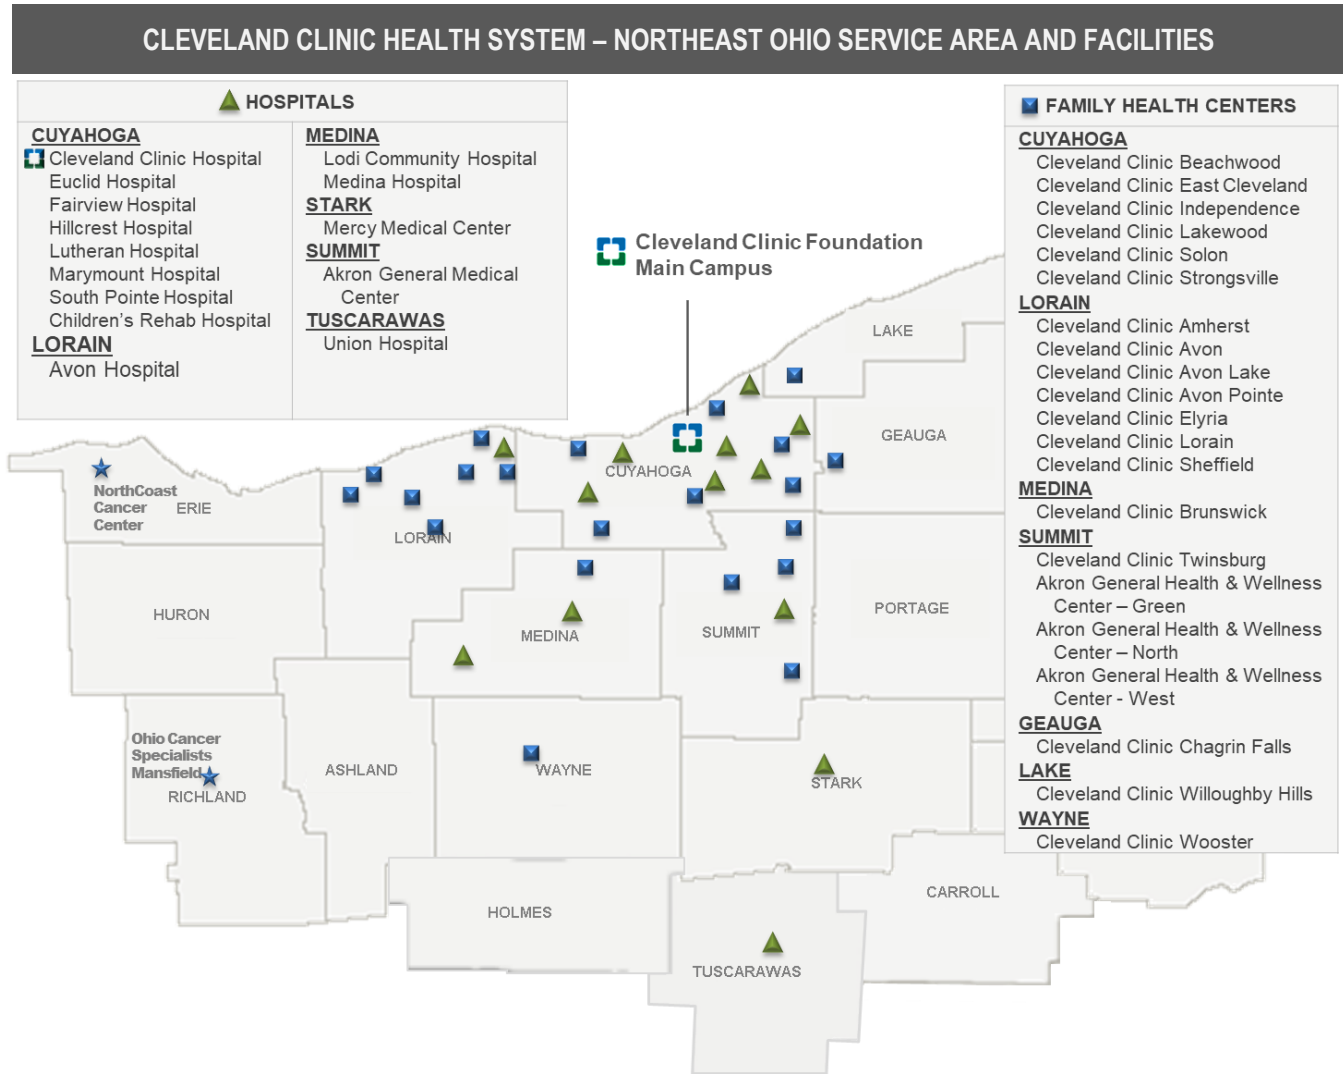 CLEVELAND CLINIC HEALTH SYSTEM – NORTHEAST OHIO SERVICE AREA AND FACILITIES
HOSPITALS
CUYAHOGA
Cleveland Clinic Hospital
Euclid Hospital
Fairview Hospital
Hillcrest Hospital
Lutheran Hospital
Marymount Hospital
South Pointe Hospital
Children's Rehab Hospital
LORAIN
Avon Hospital
MEDINA
Lodi Community Hospital
Medina Hospital
STARK
Mercy Medical Center
SUMMIT
Akron General Medical
Center
TUSCARAWAS
Union Hospital
Cleveland Clinic Foundation
Main Campus
FAMILY HEALTH CENTERS
CUYAHOGA
Cleveland Clinic Beachwood
Cleveland Clinic East Cleveland
Cleveland Clinic Independence
Cleveland Clinic Lakewood
Cleveland Clinic Solon
Cleveland Clinic Strongsville
LORAIN
Cleveland Clinic Amherst
Cleveland Clinic Avon
Cleveland Clinic Avon Lake
Cleveland Clinic Avon Pointe
Cleveland Clinic Elyria
Cleveland Clinic Lorain
Cleveland Clinic Sheffield
MEDINA
Cleveland Clinic Brunswick
SUMMIT
Cleveland Clinic Twinsburg
Akron General Health & Wellness
Center – Green
Akron General Health & Wellness
Center – North
Akron General Health & Wellness
Center - West
GEAUGA
Cleveland Clinic Chagrin Falls
LAKE
Cleveland Clinic Willoughby Hills
WAYNE
Cleveland Clinic Wooster
LAKE
GEAUGA
CUYAHOGA
NorthCoast
Cancer
Center
ERIE
LORAIN
HURON
MEDINA
SUMMIT
PORTAGE
Ohio Cancer
Specialists
Mansfield
RICHLAND
ASHLAND
WAYNE
STARK
HOLMES
CARROLL
TUSCARAWAS